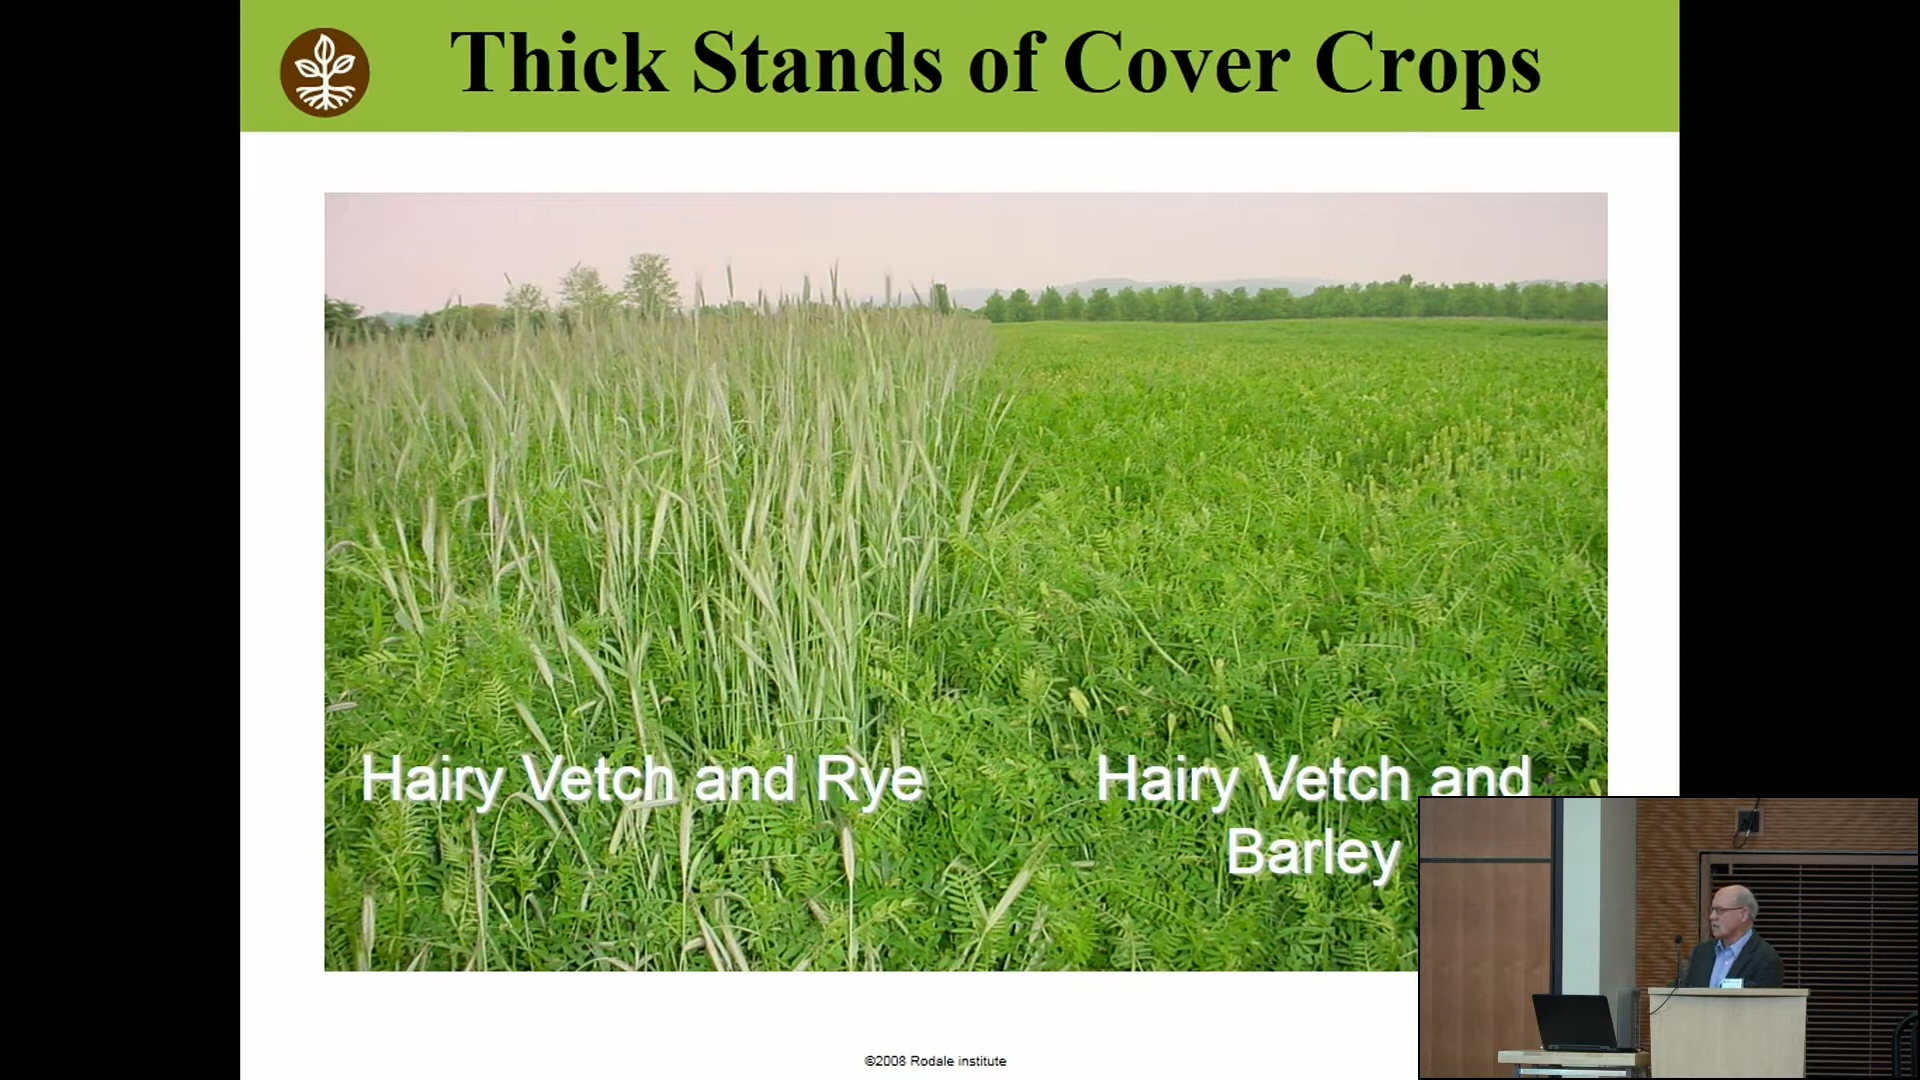 Thick Stands of Cover Crops
Hairy Vetch and Rye
Hairy Vetch and
Barley
©2008 Rodale institute